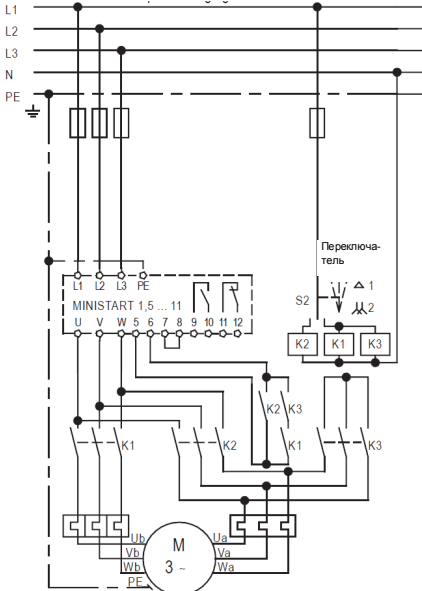 L1
L2
L3
N
PE
Переключа-
тель
L1 L2 L3 PE
MINISTART 1,5 ... 11
U V W 5 6 7 8 9 10 11 12
S2
1
2
K2 K1 K3
K2 K3
K1 K2 K1 K3
Ub Ua
M
Vb Va
3 ~
Wb Wa
PE